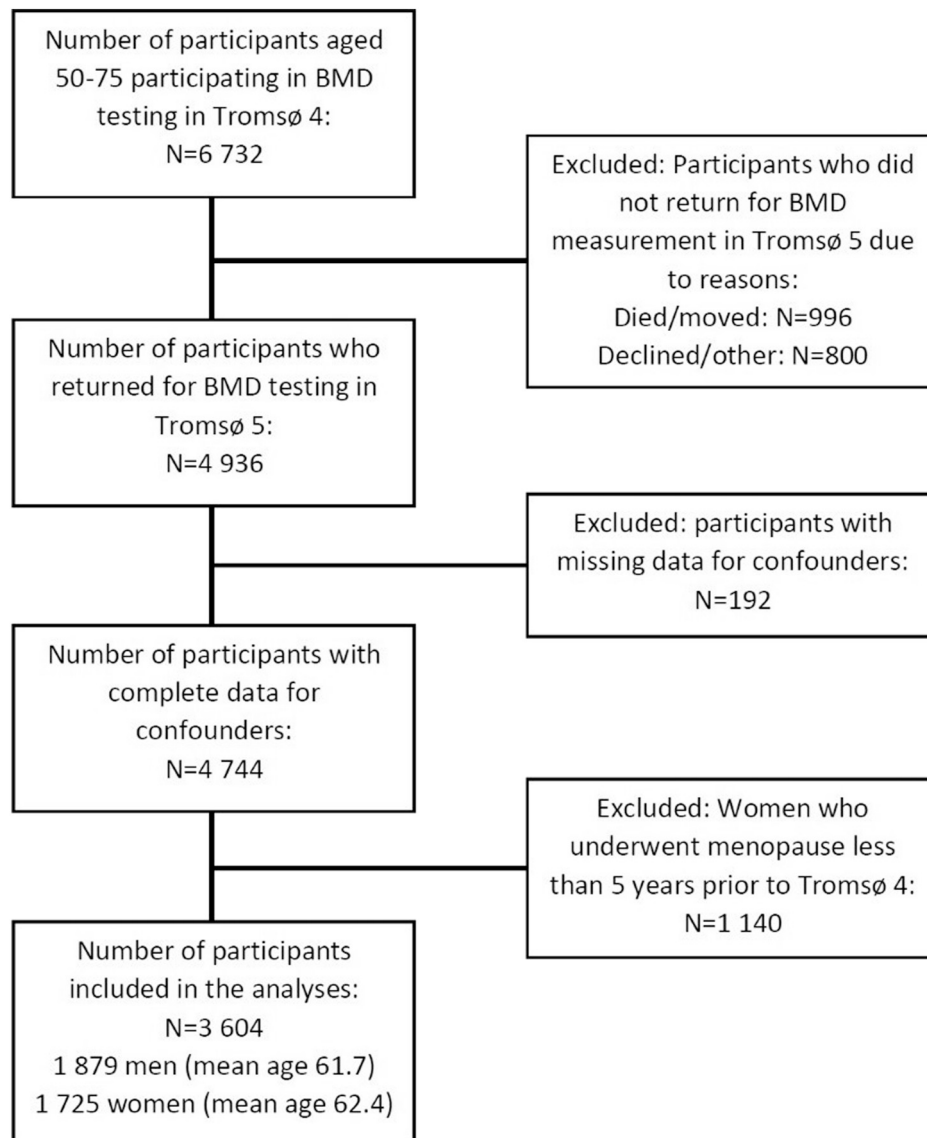 Number of participants aged
50-75 participating in BMD
testing in Tromsø 4:
N=6 732
Excluded: Participants who did
not return for BMD
measurement in Tromsø 5 due
to reasons:
Died/moved: N=996
Declined/other: N=800
Number of participants who
returned for BMD testing in
Tromsø 5:
N=4 936
Excluded: participants with
missing data for confounders:
N=192
Number of participants with
complete data for
confounders:
N=4 744
Excluded: Women who
underwent menopause less
than 5 years prior to Tromsø 4:
N=1 140
Number of participants
included in the analyses:
N=3 604
1 879 men (mean age 61.7)
1 725 women (mean age 62.4)